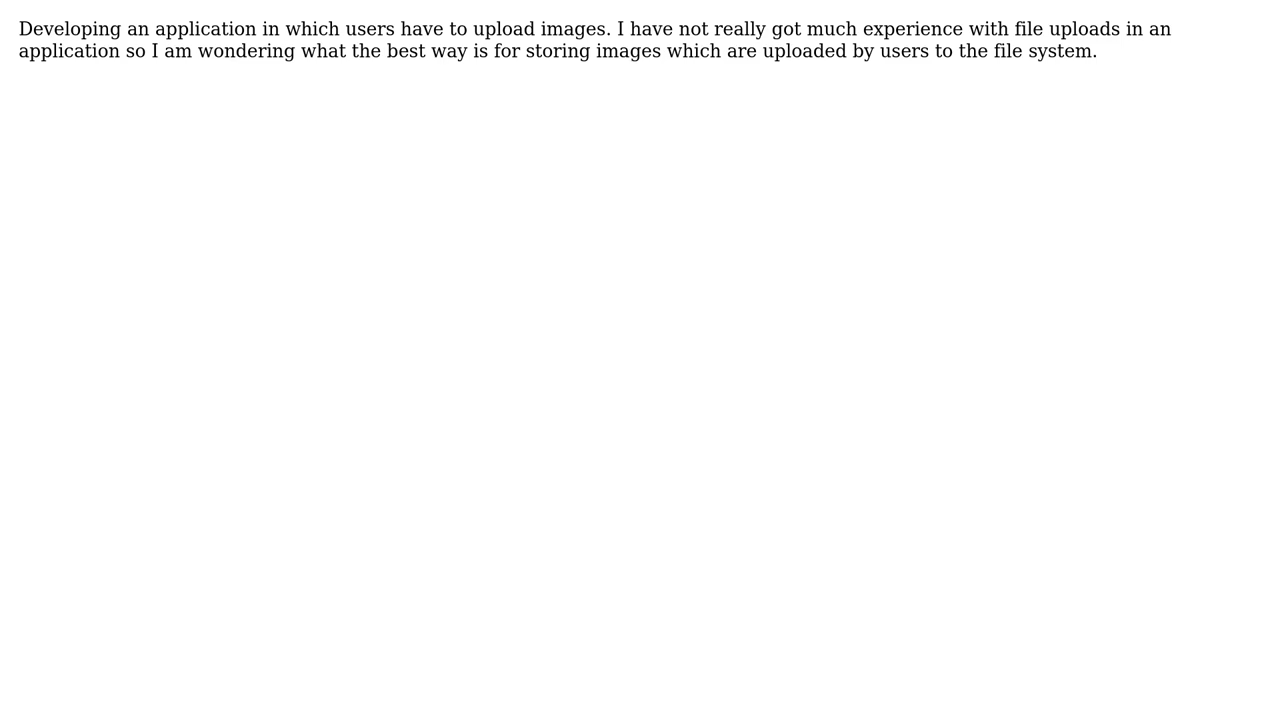 Developing an application in which users have to upload images. I have not really got much experience with file uploads in an
application so I am wondering what the best way is for storing images which are uploaded by users to the file system.